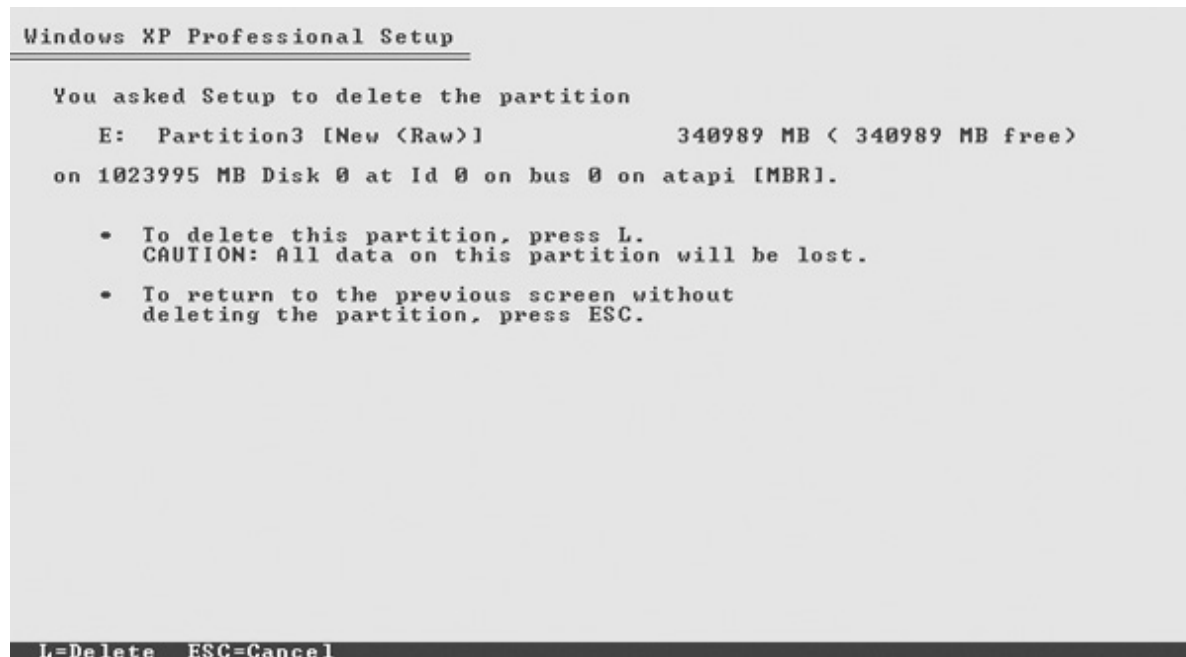 Windows XP Professional Setup
You asked Setup to delete the partition
E: Partition3 [New (Raw)] 340989 MB ( 340989 MB free)
on 1023995 MB Disk 0 at Id 0 on bus 0 on atapi [MBR].
• To delete this partition, press L.
CAUTION: All data on this partition will be lost.
• To return to the previous screen without
deleting the partition, press ESC.
L=Delete ESC=Cancel